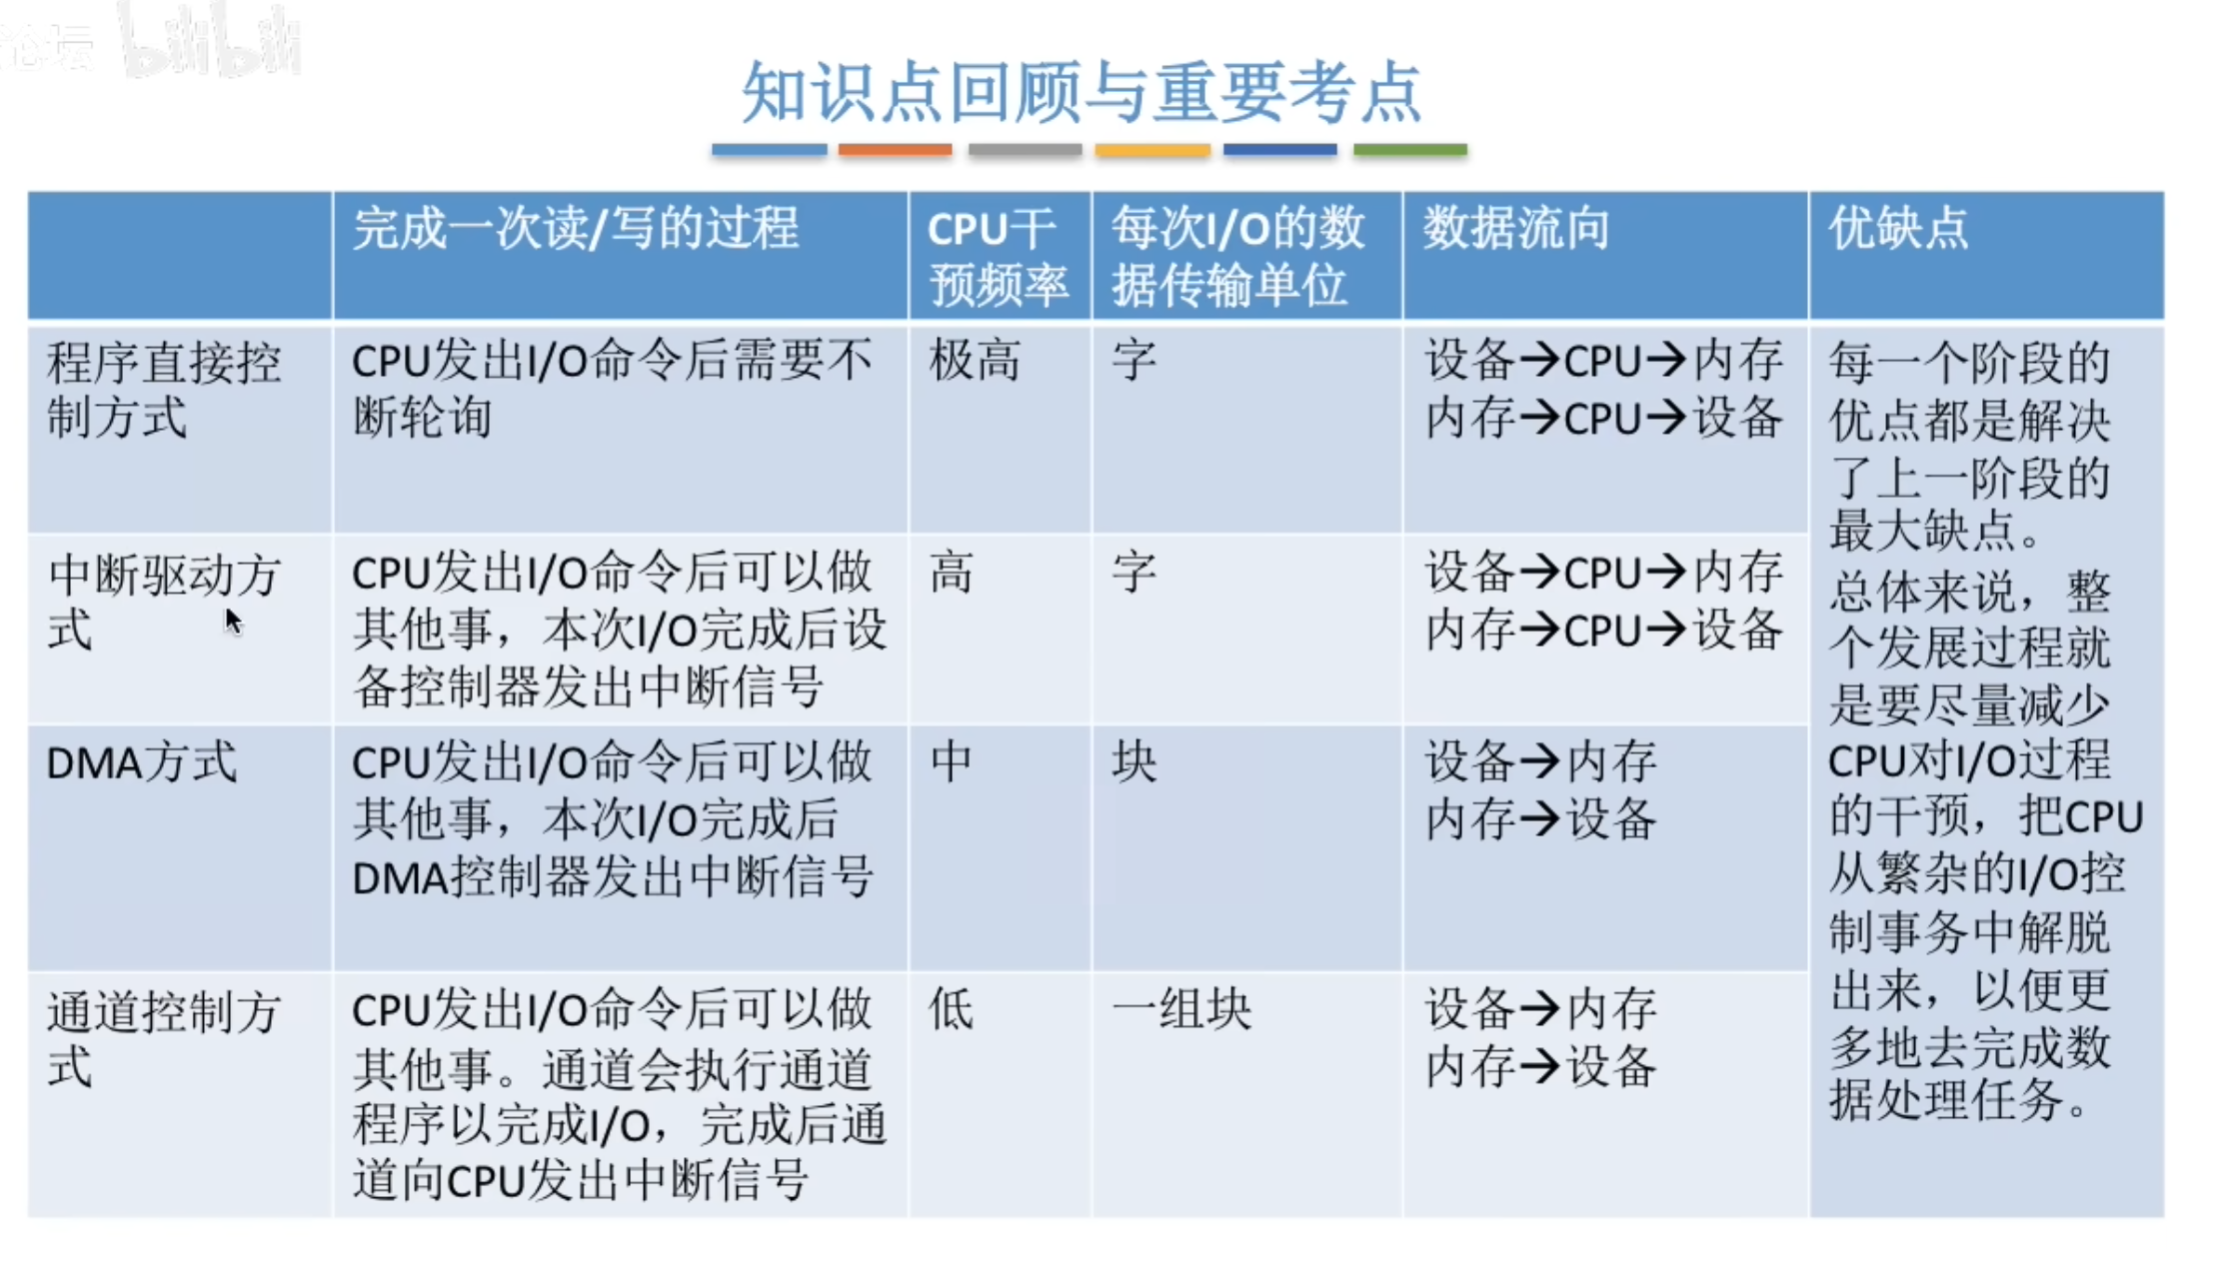 论坛 bilibili
知识点回顾与重要考点
完成一次读/写的过程
CPU干
预频率
每次I/O的数
据传输单位
数据流向
优缺点
程序直接控
制方式
CPU发出I/O命令后需要不
断轮询
极高
字
设备→CPU→内存
内存→CPU→设备
中断驱动方
式
CPU发出I/O命令后可以做
其他事，本次I/O完成后设
备控制器发出中断信号
高
字
设备→CPU→内存
内存→CPU→设备
DMA方式
CPU发出I/O命令后可以做
其他事，本次I/O完成后
DMA控制器发出中断信号
中
块
设备→内存
内存→设备
通道控制方
式
CPU发出I/O命令后可以做
其他事。通道会执行通道
程序以完成I/O，完成后通
道向CPU发出中断信号
低
一组块
设备→内存
内存→设备
每一个阶段的
优点都是解决
了上一阶段的
最大缺点。
总体来说，整
个发展过程就
是要尽量减少
CPU对I/O过程
的干预，把CPU
从繁杂的I/O控
制事务中解脱
出来，以便更
多地去完成数
据处理任务。